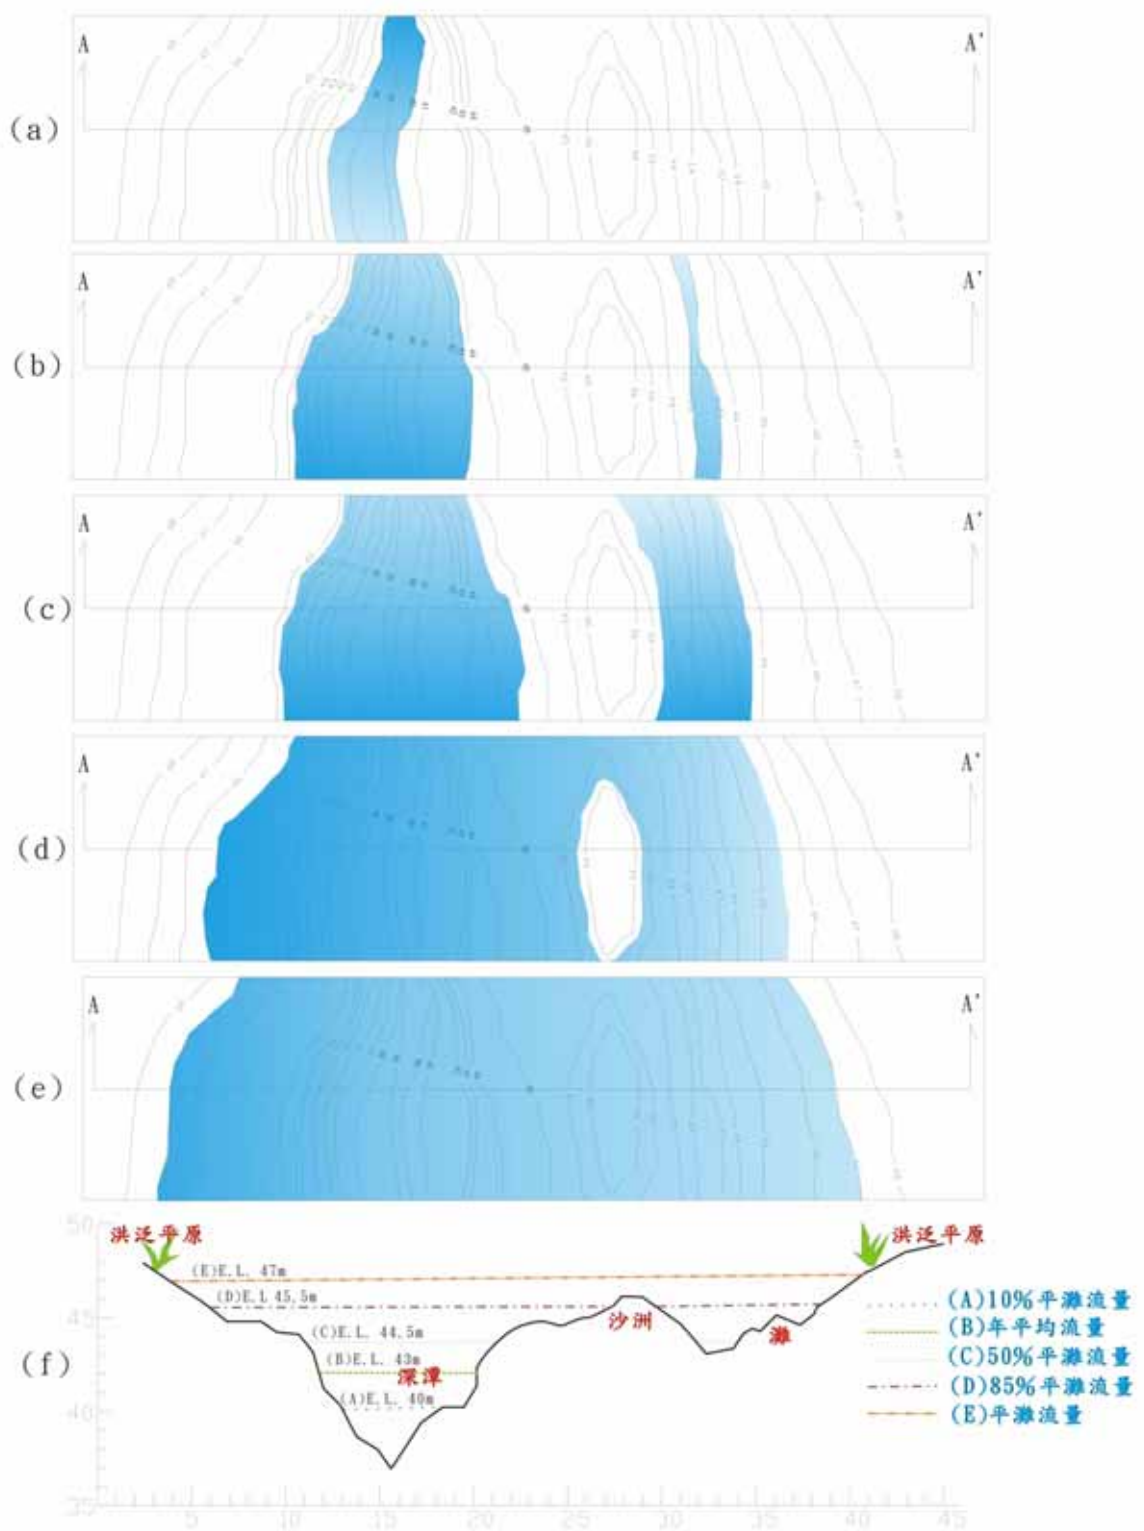 A A'
(a)
A A'
(b)
A A'
(c)
A A'
(d)
A A'
(e)
50
洪泛平原 洪泛平原
(E)E.L. 47m
(D)E.L 45.5m
45
沙洲
灘
(C)E.L. 44.5m
(B)E.L. 43m
深潭
(A)E.L. 40m
40
35
(f)
5 10 15 20 25 30 35 40 45
(A)10%平灘流量
(B)年平均流量
(C)50%平灘流量
(D)85%平灘流量
(E)平灘流量